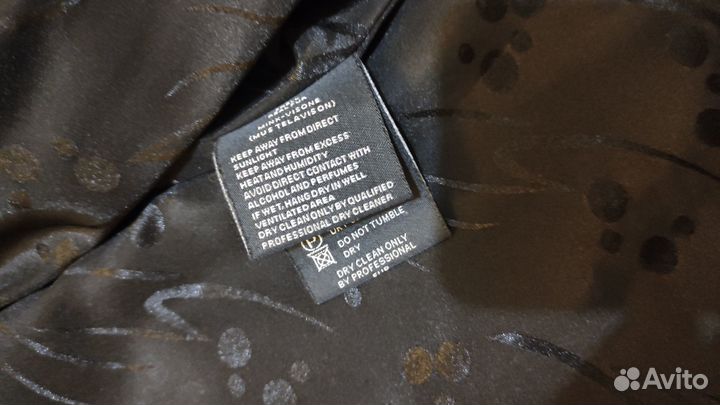 MINK-VISONE
(MUS TELAVISON)
KEEP AWAY FROM DIRECT
SUNLIGHT
KEEP AWAY FROM EXCESS
HEAT AND HUMIDITY
AVOID DIRECT CONTACT WITH
ALCOHOL AND PERFUMES
IF WET, HANG DRY IN WELL
VENTILATED AREA
DRY CLEAN ONLY BY QUALIFIED
PROFESSIONAL DRY CLEANER
P
DO NOT TUMBLE
DRY
DRY CLEAN ONLY
BY PROFESSIONAL
Avito